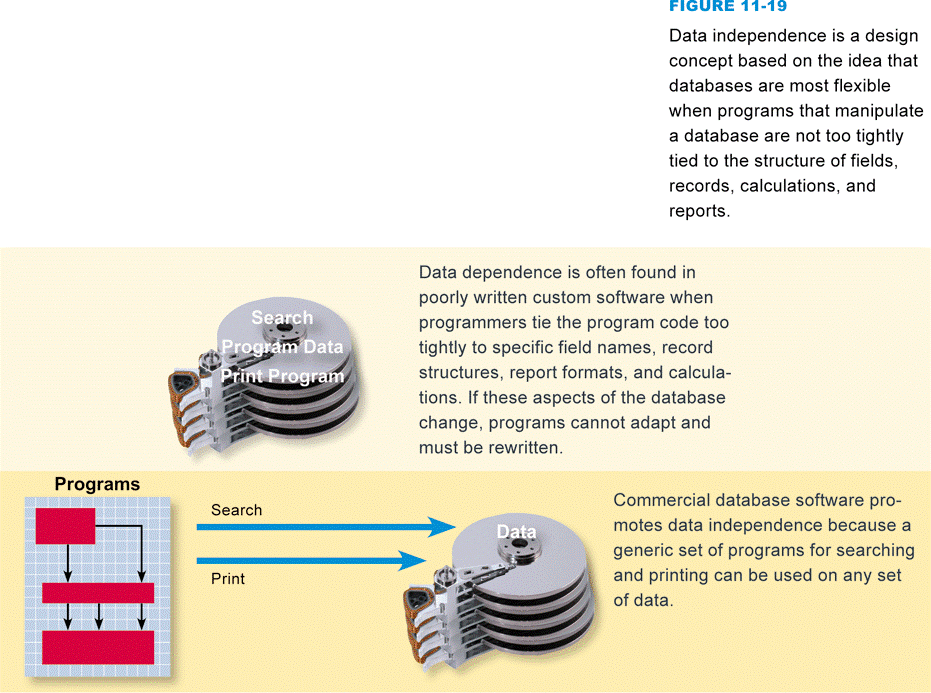 FIGURE 11-19
Data independence is a design
concept based on the idea that
databases are most flexible
when programs that manipulate
a database are not too tightly
tied to the structure of fields,
records, calculations, and
reports.
Search
Program Data
Print Program
Data dependence is often found in
poorly written custom software when
programmers tie the program code too
tightly to specific field names, record
structures, report formats, and calcula-
tions. If these aspects of the database
change, programs cannot adapt and
must be rewritten.
Programs
Search
Print
Data
Commercial database software pro-
motes data independence because a
generic set of programs for searching
and printing can be used on any set
of data.